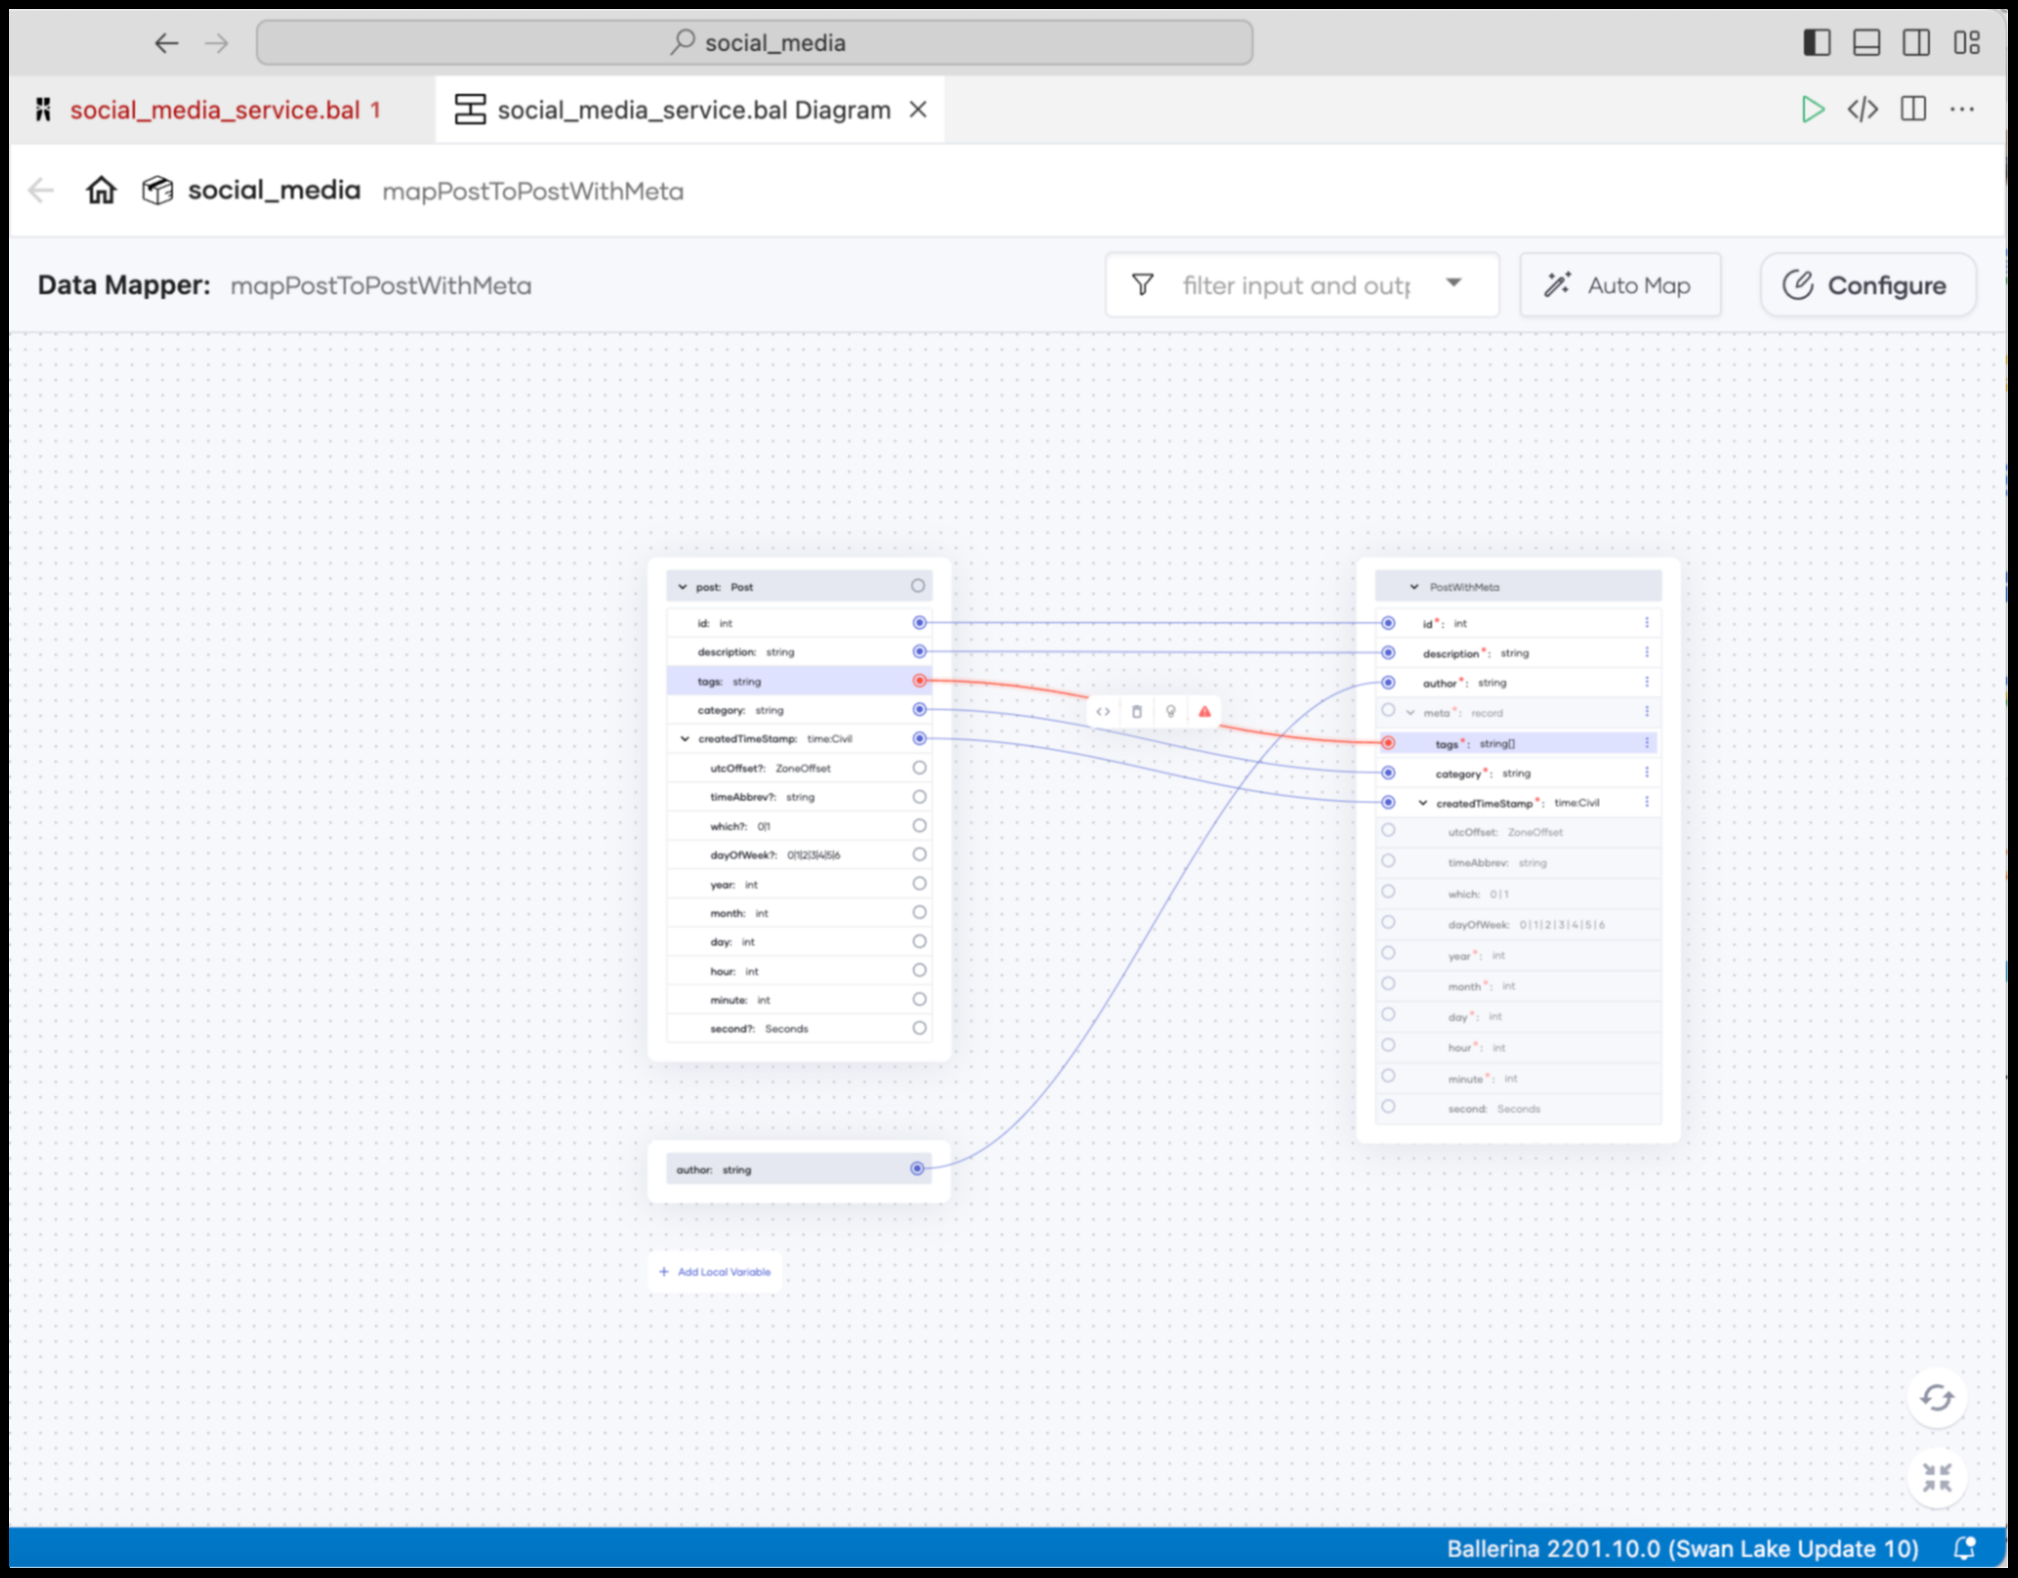 social_media
social_media_service.bal 1
social_media_service.bal Diagram
social_media mapPostToPostWithMeta
Data Mapper: mapPostToPostWithMeta
filter input and outp
Auto Map
Configure
post: Post
id: int
description: string
tags: string
category: string
createdTimeStamp: time:Civil
utcOffset?: ZoneOffset
timeAbbrev?: string
which?: 0|1
dayOfWeek?: 0|1|2|3|4|5|6
year: int
month: int
day: int
hour: int
minute: int
second?: Seconds
author: string
+ Add Local Variable
PostWithMeta
id*: int
description*: string
author*: string
meta*: record
tags*: string[]
category*: string
createdTimeStamp*: time:Civil
utcOffset: ZoneOffset
timeAbbrev: string
which: 0|1
dayOfWeek: 0|1|2|3|4|5|6
year*: int
month*: int
day*: int
hour*: int
minute*: int
second: Seconds
Ballerina 2201.10.0 (Swan Lake Update 10)